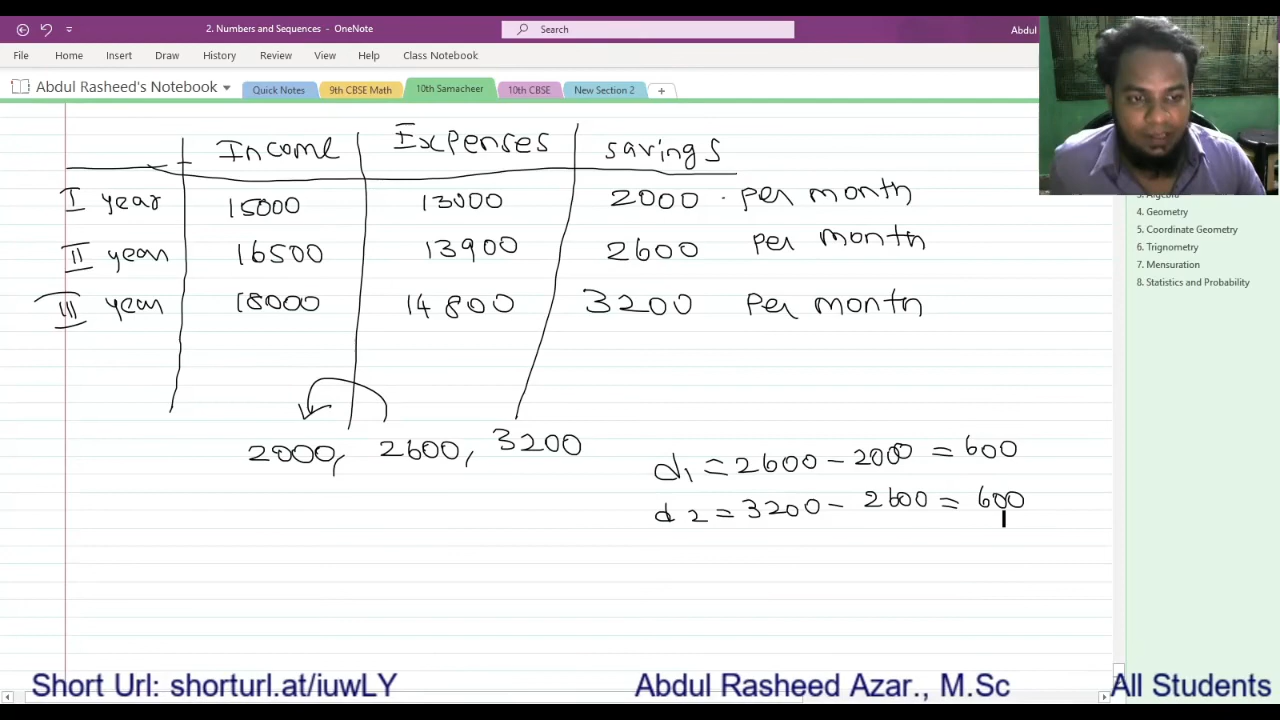 2. Numbers and Sequences - OneNote
Search
Abdul
File Home Insert Draw History Review View Help Class Notebook
Abdul Rasheed's Notebook
Quick Notes 9th CBSE Math 10th Samacheer 10th CBSE New Section 2 +
Income Expenses savings
I year 15000 13000 2000 . per month
II year 16500 13900 2600 per month
III year 18000 14800 3200 per month
2000, 2600, 3200
d1 = 2600 - 2000 = 600
d2 = 3200 - 2600 = 600
3. Algebra
4. Geometry
5. Coordinate Geometry
6. Trignometry
7. Mensuration
8. Statistics and Probability
Short Url: shorturl.at/iuwLY Abdul Rasheed Azar., M.Sc All Students